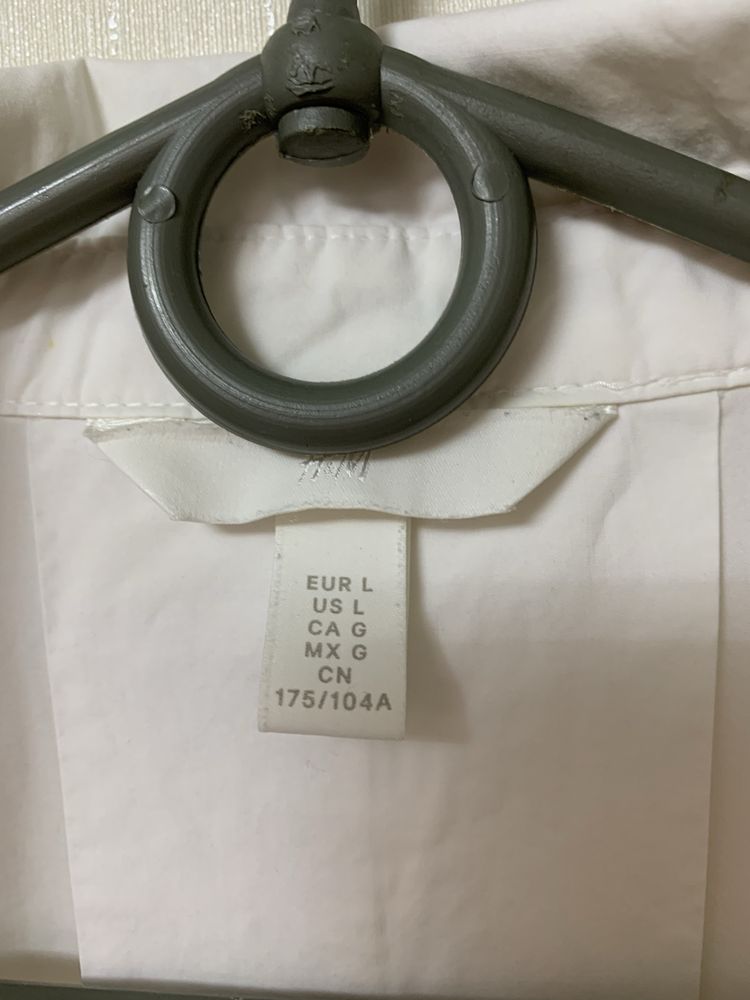 H&M
EUR L
US L
CA G
MX G
CN
175/104A